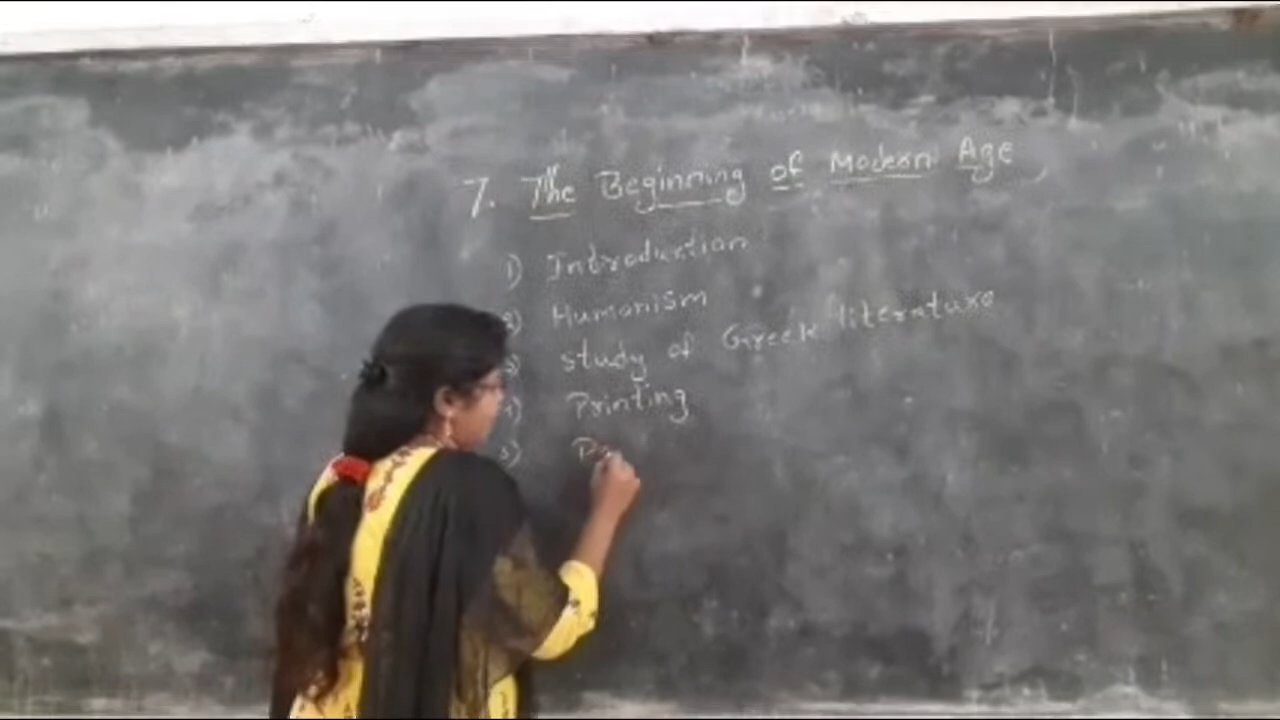 7. The Beginning of Modern Age
1) Introduction
2) Humanism
3) study of Greek literature
4) Printing
5)